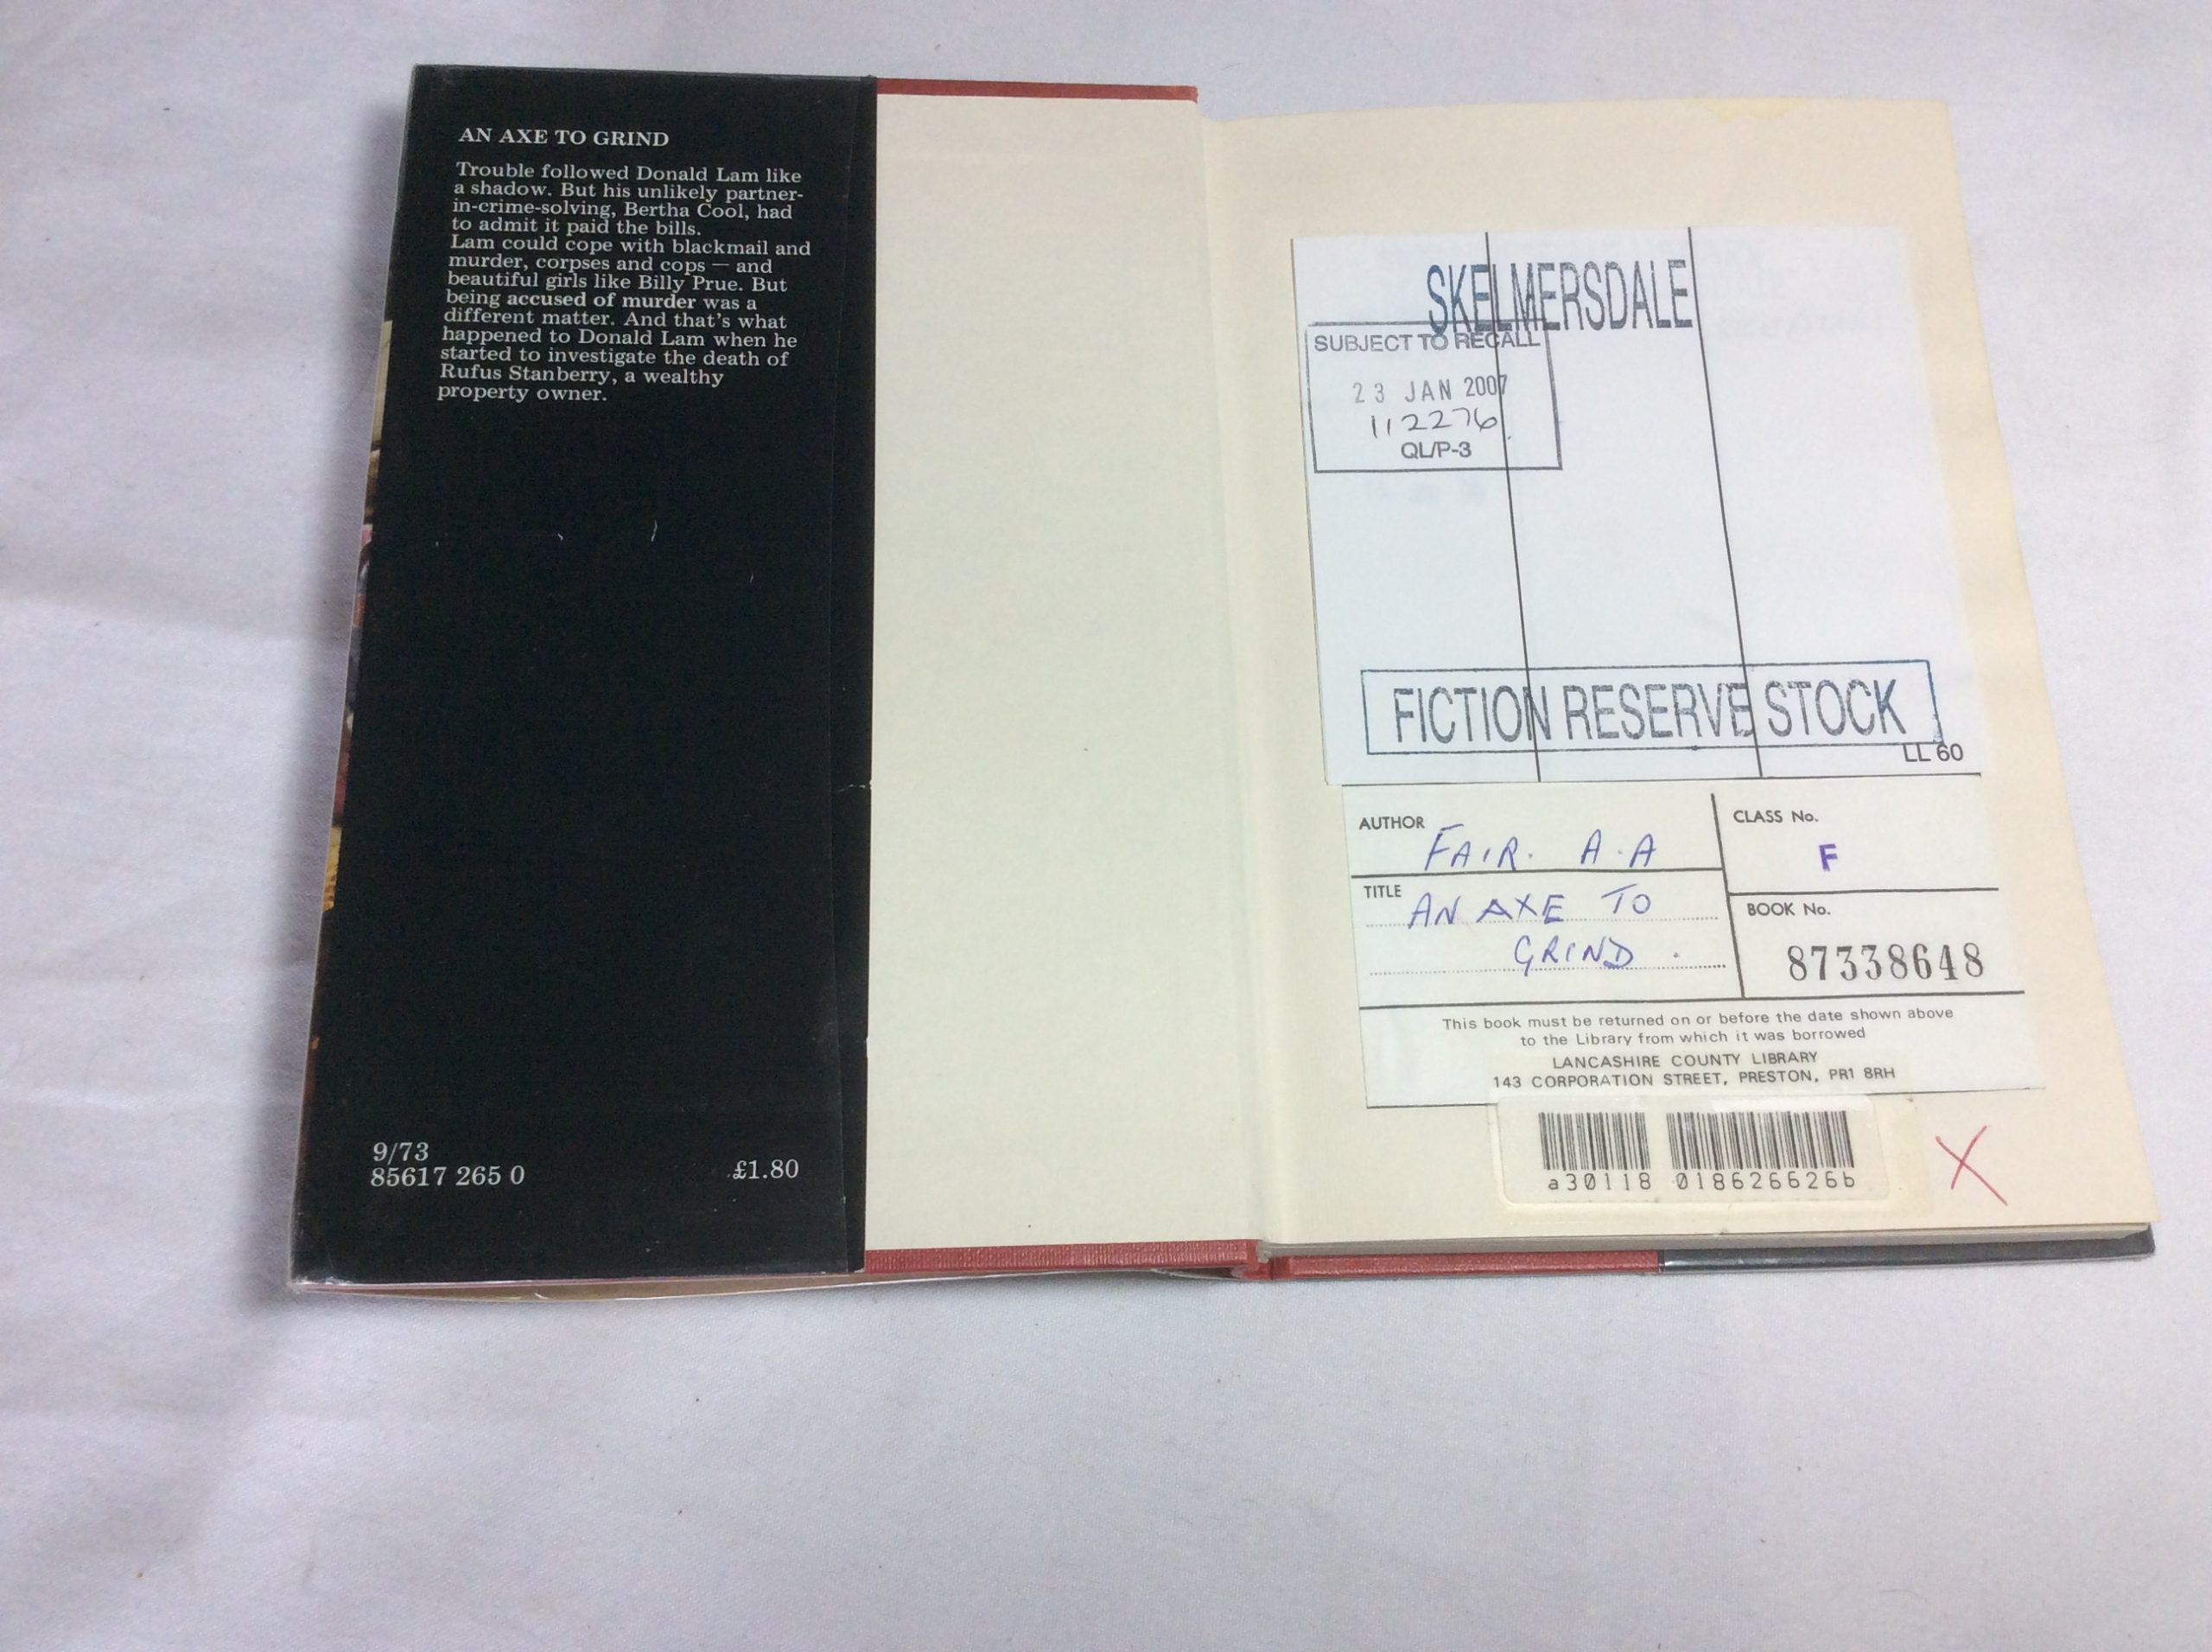 AN AXE TO GRIND
Trouble followed Donald Lam like
a shadow. But his unlikely partner-
in-crime-solving, Bertha Cool, had
to admit it paid the bills.
Lam could cope with blackmail and
murder, corpses and cops — and
beautiful girls like Billy Prue. But
being accused of murder was a
different matter. And that's what
happened to Donald Lam when he
started to investigate the death of
Rufus Stanberry, a wealthy
property owner.
9/73
85617 265 0
£1.80
SKELMERSDALE
SUBJECT TO RECALL
23 JAN 2007
112276
QL/P-3
FICTION RESERVE STOCK
LL 60
AUTHOR
FAIR. A.A
CLASS No.
F
TITLE
AN AXE TO
GRIND.
BOOK No.
87338648
This book must be returned on or before the date shown above
to the Library from which it was borrowed
LANCASHIRE COUNTY LIBRARY
143 CORPORATION STREET, PRESTON, PR1 8RH
a30118 018626626b
X